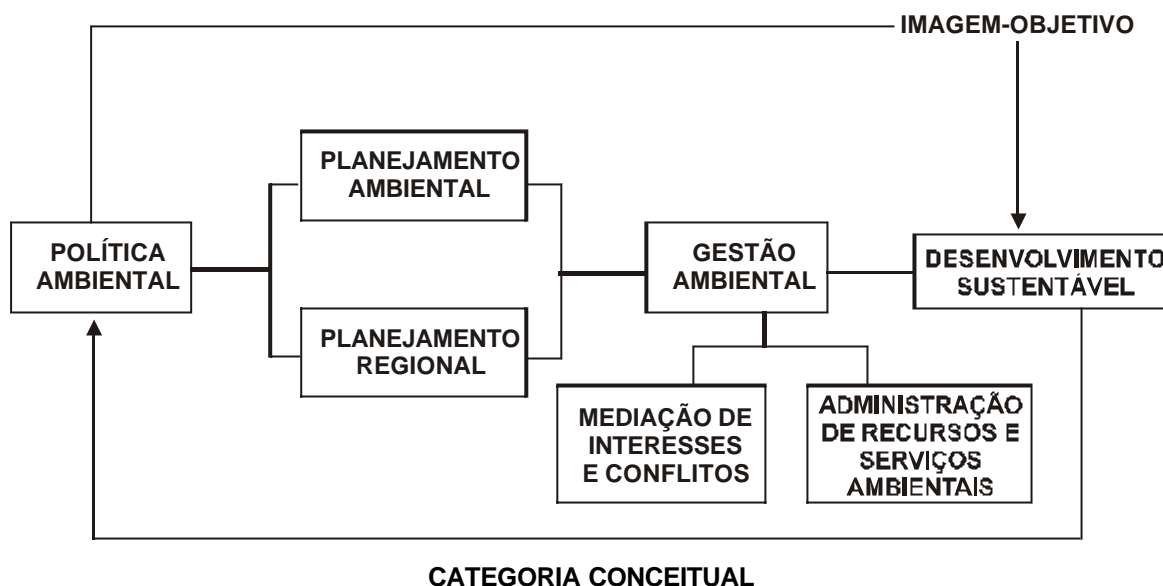 IMAGEM-OBJETIVO
PLANEJAMENTO
AMBIENTAL
POLÍTICA
AMBIENTAL
PLANEJAMENTO
REGIONAL
GESTÃO
AMBIENTAL
DESENVOLVIMENTO
SUSTENTÁVEL
MEDIAÇÃO DE
INTERESSES
E CONFLITOS
ADMINISTRAÇÃO
DE RECURSOS E
SERVIÇOS
AMBIENTAIS
CATEGORIA CONCEITUAL